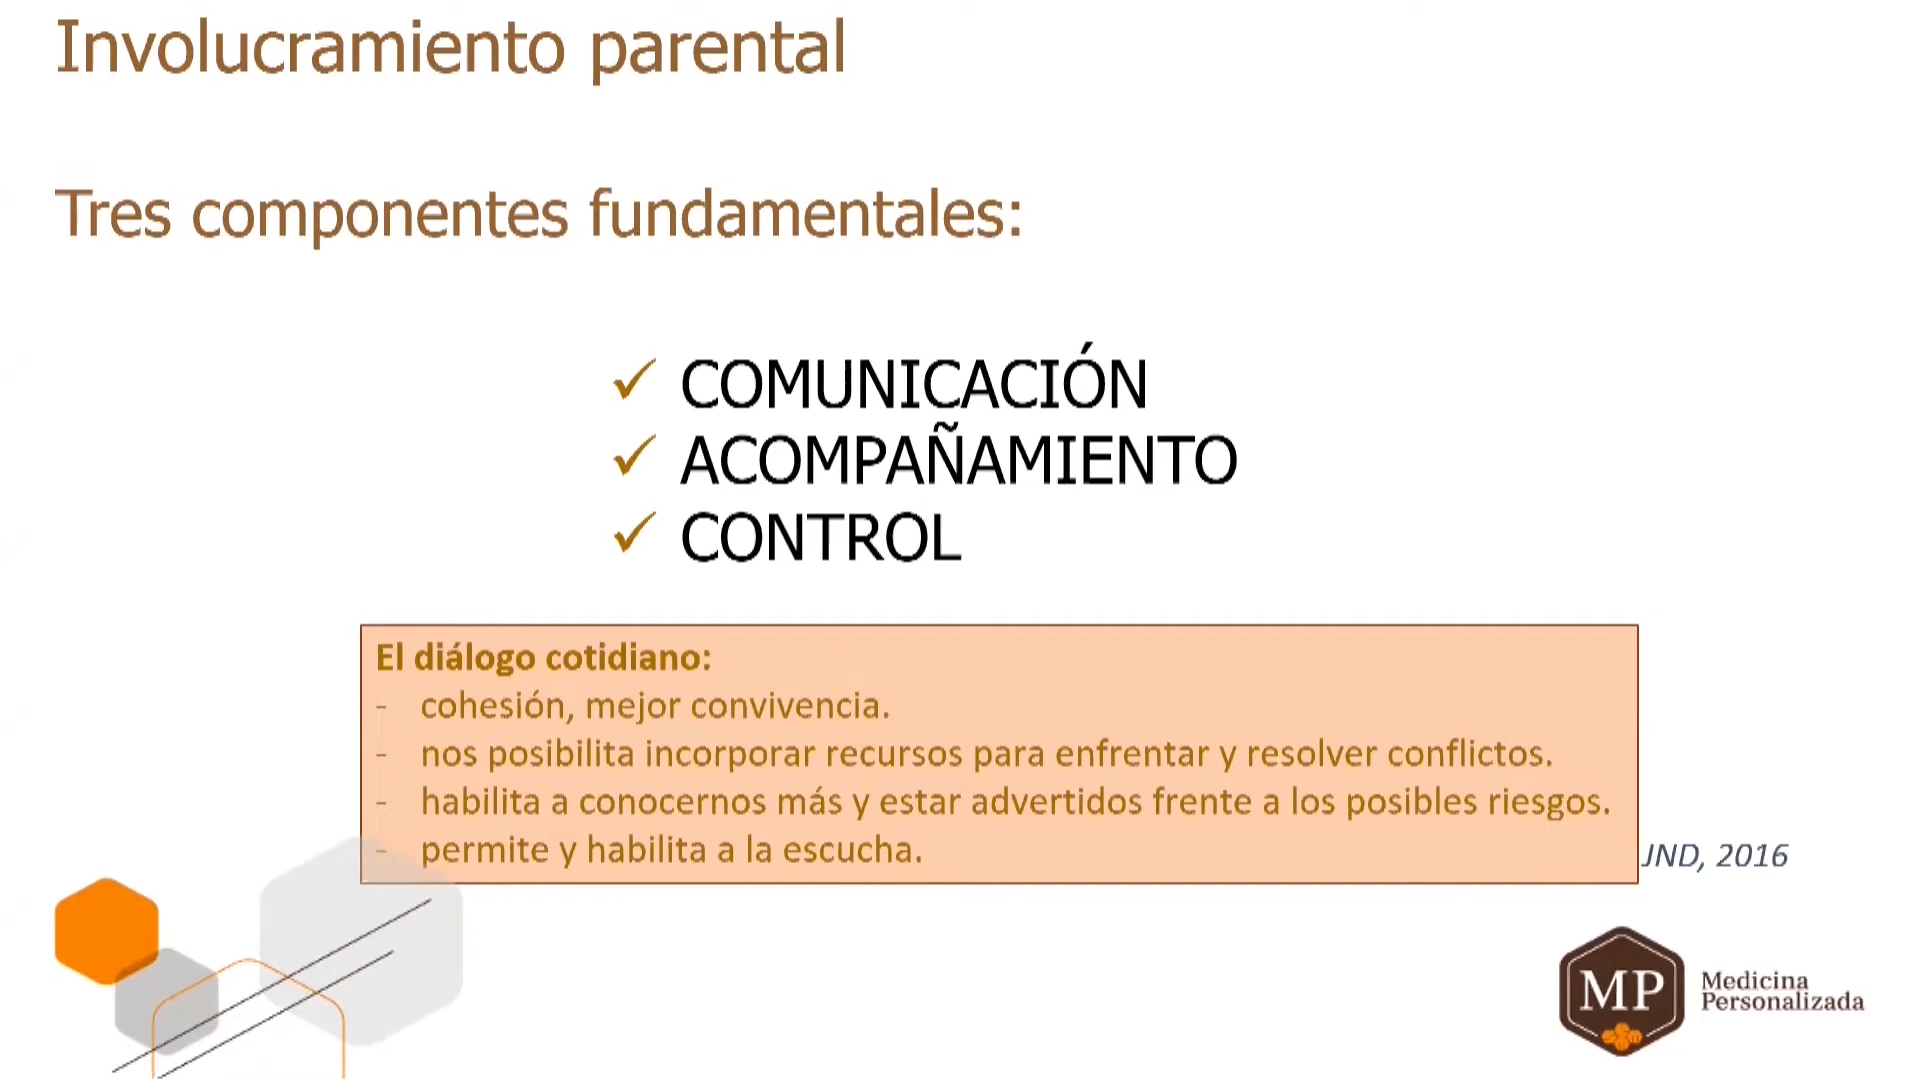 Involucramiento parental
Tres componentes fundamentales:
✓ COMUNICACIÓN
✓ ACOMPAÑAMIENTO
✓ CONTROL
El diálogo cotidiano:
- cohesión, mejor convivencia.
- nos posibilita incorporar recursos para enfrentar y resolver conflictos.
- habilita a conocernos más y estar advertidos frente a los posibles riesgos.
- permite y habilita a la escucha.
JND, 2016
MP Medicina
Personalizada